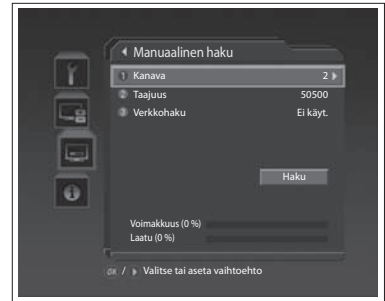 Manuaalinen haku
1 Kanava 2
2 Taajuus 50500
3 Verkkohaku Ei käyt.
Haku
Voimakkuus (0 %)
Laatu (0 %)
OK / Valitse tai aseta vaihtoehto